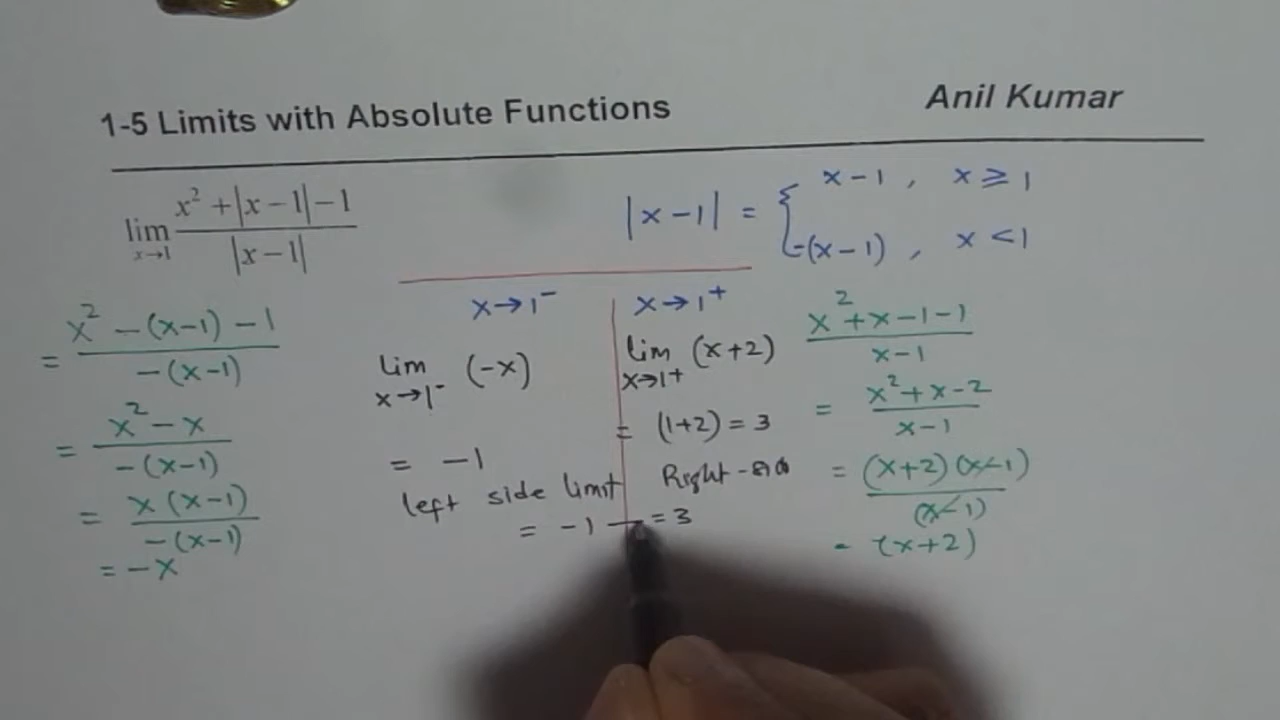 1-5 Limits with Absolute Functions
Anil Kumar
lim x→1 (x² + |x − 1| − 1) / |x − 1|
|x − 1| = { x − 1 , x ≥ 1
−(x − 1) , x < 1
= (x² − (x−1) − 1) / −(x−1)
= (x² − x) / −(x−1)
= x (x−1) / −(x−1)
= −x
x → 1⁻
lim x→1⁻ (−x)
= −1
left side limit
= −1
x → 1⁺
lim x→1⁺ (x+2)
= (1+2) = 3
Right -
= 3
(x² + x − 1 − 1) / (x − 1)
= (x² + x − 2) / (x − 1)
= (x+2) (x−1) / (x−1)
= (x+2)